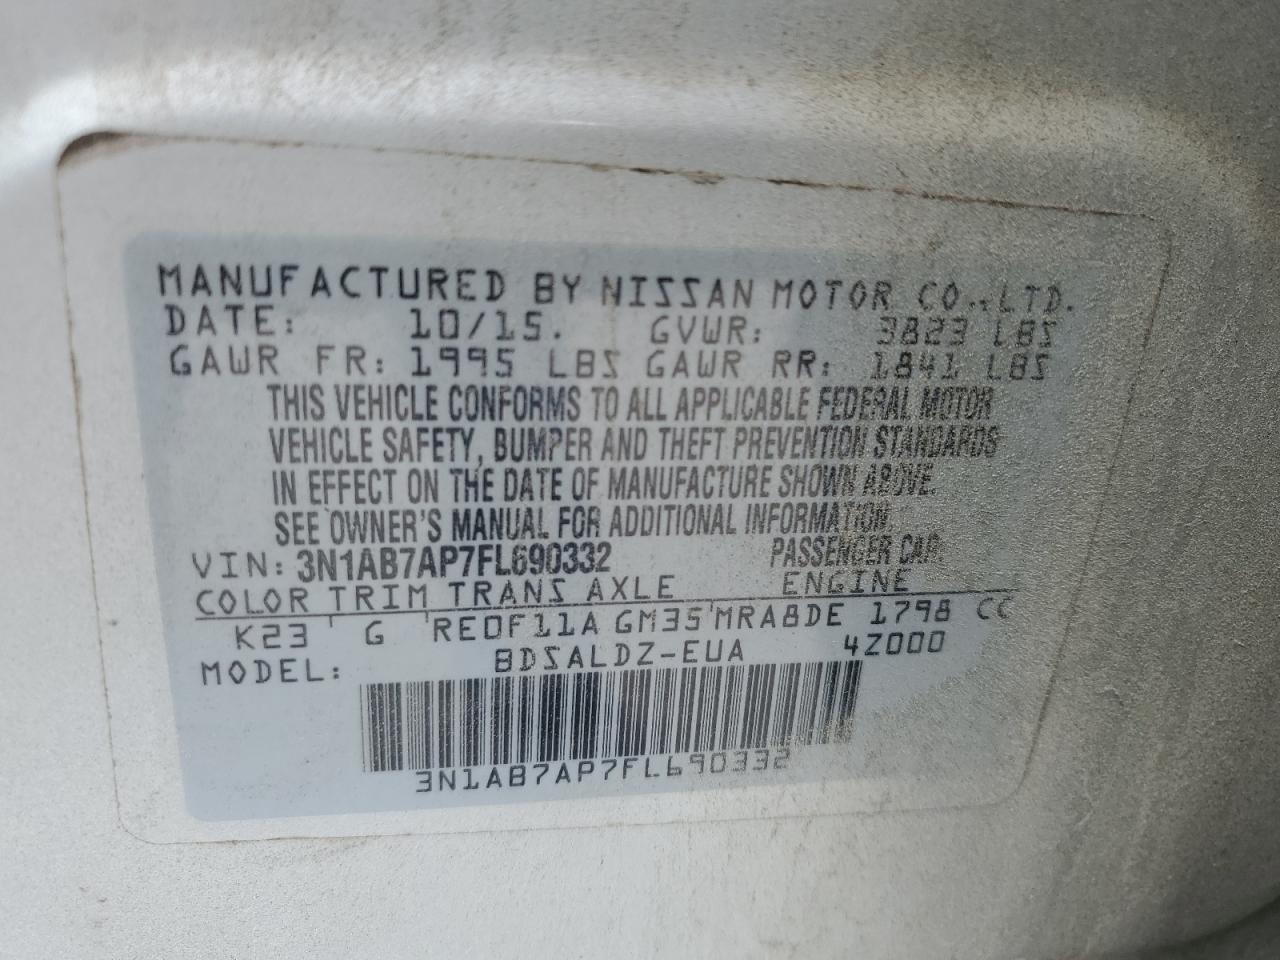 MANUFACTURED BY NISSAN MOTOR CO.,LTD.
DATE: 10/15. GVWR: 3823 LBS
GAWR FR: 1995 LBS GAWR RR: 1841 LBS
THIS VEHICLE CONFORMS TO ALL APPLICABLE FEDERAL MOTOR
VEHICLE SAFETY, BUMPER AND THEFT PREVENTION STANDARDS
IN EFFECT ON THE DATE OF MANUFACTURE SHOWN ABOVE.
SEE OWNER'S MANUAL FOR ADDITIONAL INFORMATION.
VIN: 3N1AB7AP7FL690332 PASSENGER CAR
COLOR TRIM TRANS AXLE ENGINE
K23 G RE0F11A GM35 MRA8DE 1798 CC
MODEL: BDSALDZ-EUA 4Z000
3N1AB7AP7FL690332